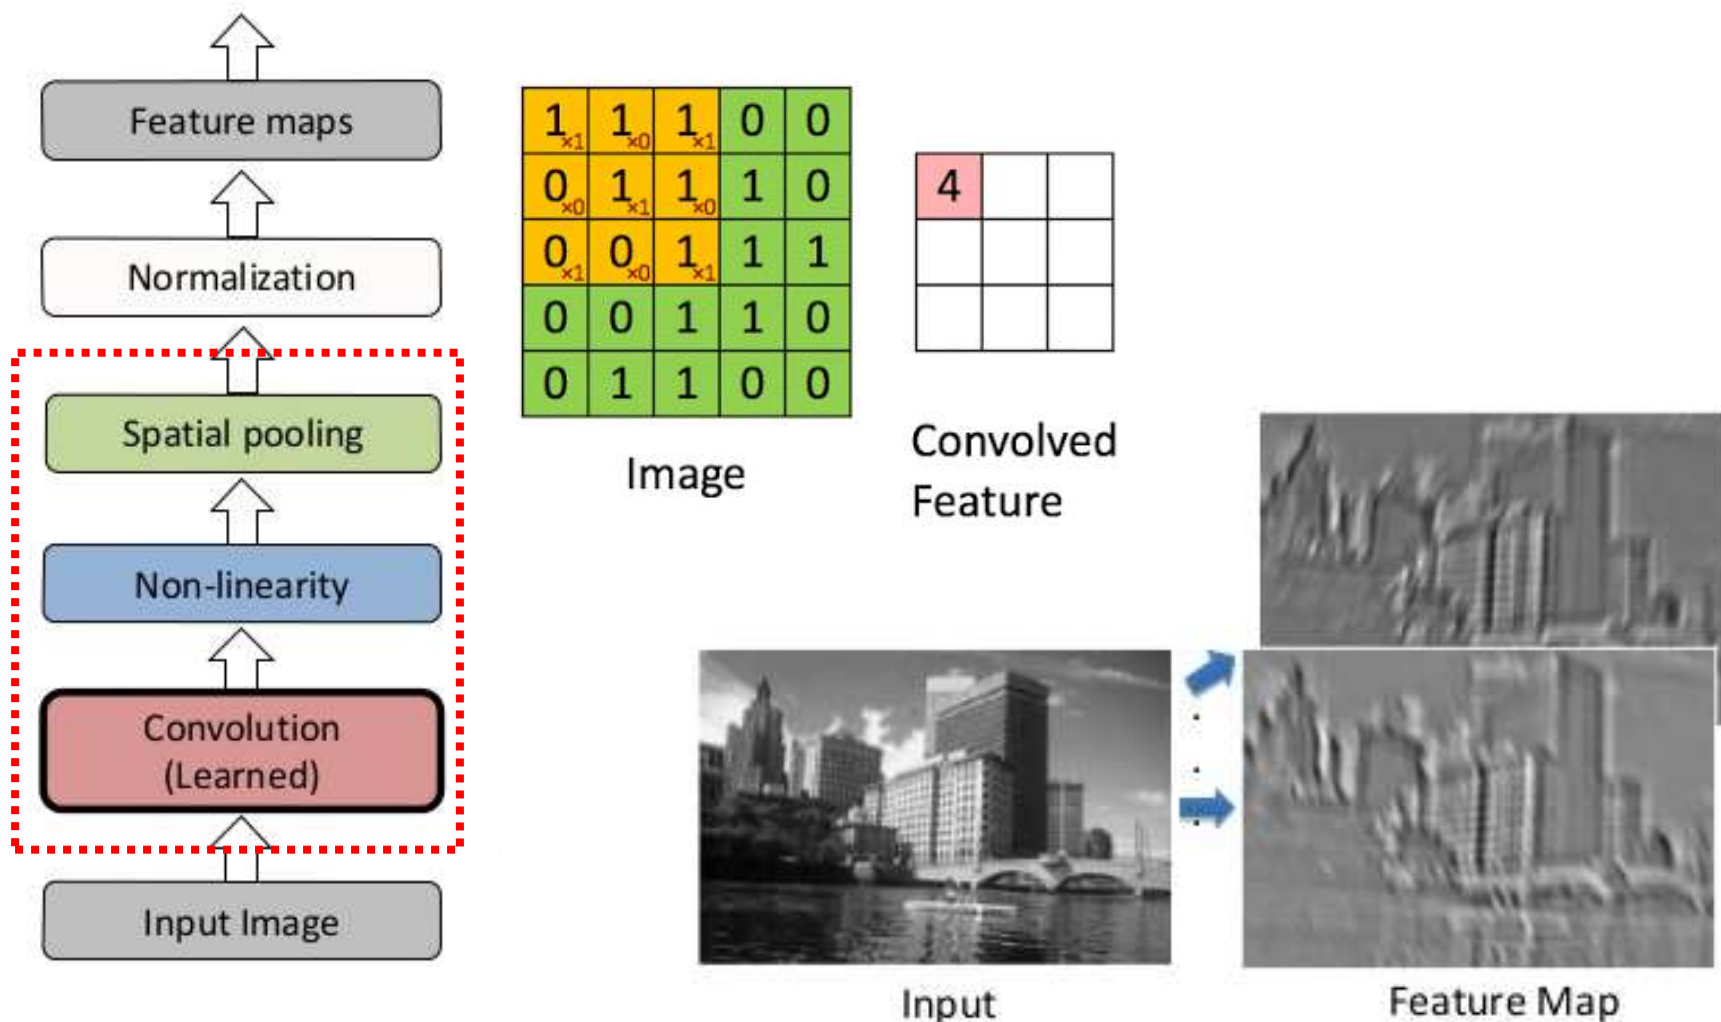 Feature maps
Normalization
Spatial pooling
Non-linearity
Convolution
(Learned)
Input Image
1×1 1×0 1×1 0 0
0×0 1×1 1×0 1 0
0×1 0×0 1×1 1 1
0 0 1 1 0
0 1 1 0 0
Image
4
Convolved
Feature
Input
Feature Map